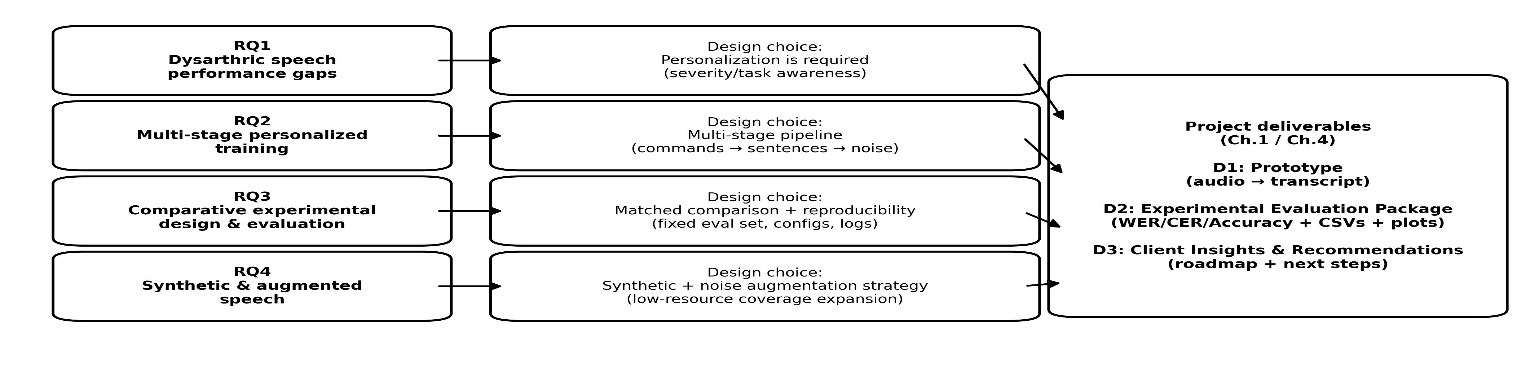 RQ1
Dysarthric speech
performance gaps
Design choice:
Personalization is required
(severity/task awareness)
RQ2
Multi-stage personalized
training
Design choice:
Multi-stage pipeline
(commands → sentences → noise)
RQ3
Comparative experimental
design & evaluation
Design choice:
Matched comparison + reproducibility
(fixed eval set, configs, logs)
RQ4
Synthetic & augmented
speech
Design choice:
Synthetic + noise augmentation strategy
(low-resource coverage expansion)
Project deliverables
(Ch.1 / Ch.4)
D1: Prototype
(audio → transcript)
D2: Experimental Evaluation Package
(WER/CER/Accuracy + CSVs + plots)
D3: Client Insights & Recommendations
(roadmap + next steps)